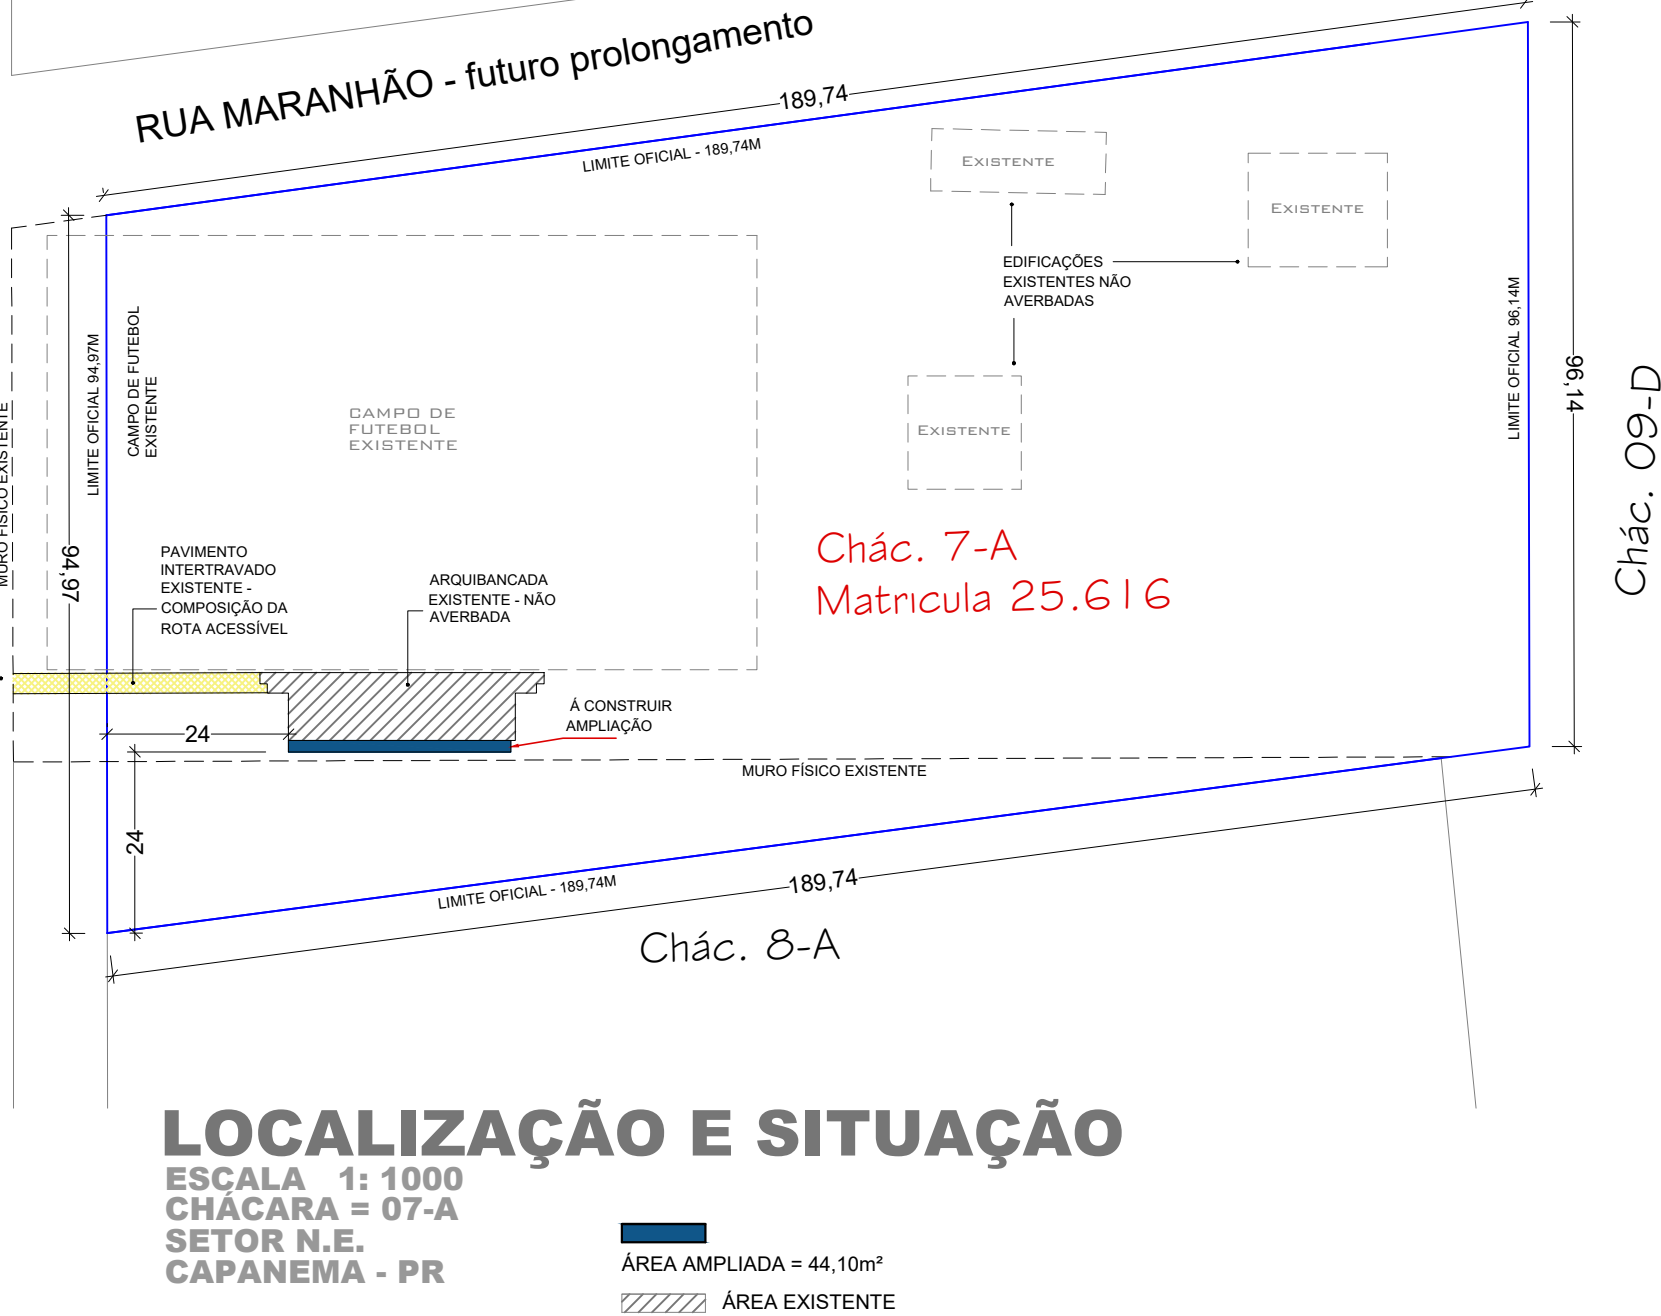 RUA MARANHÃO - futuro prolongamento
189,74
LIMITE OFICIAL - 189,74M
EXISTENTE
EXISTENTE
EDIFICAÇÕES
EXISTENTES NÃO
AVERBADAS
LIMITE OFICIAL 96,14M
96,14
Chác. 09-D
MURO FÍSICO EXISTENTE
LIMITE OFICIAL 94,97M
CAMPO DE FUTEBOL
EXISTENTE
CAMPO DE
FUTEBOL
EXISTENTE
EXISTENTE
94,97
PAVIMENTO
INTERTRAVADO
EXISTENTE -
COMPOSIÇÃO DA
ROTA ACESSÍVEL
ARQUIBANCADA
EXISTENTE - NÃO
AVERBADA
Chác. 7-A
Matrícula 25.616
Á CONSTRUIR
AMPLIAÇÃO
24
MURO FÍSICO EXISTENTE
24
LIMITE OFICIAL - 189,74M
189,74
Chác. 8-A
LOCALIZAÇÃO E SITUAÇÃO
ESCALA 1: 1000
CHÁCARA = 07-A
SETOR N.E.
CAPANEMA - PR
ÁREA AMPLIADA = 44,10m²
ÁREA EXISTENTE